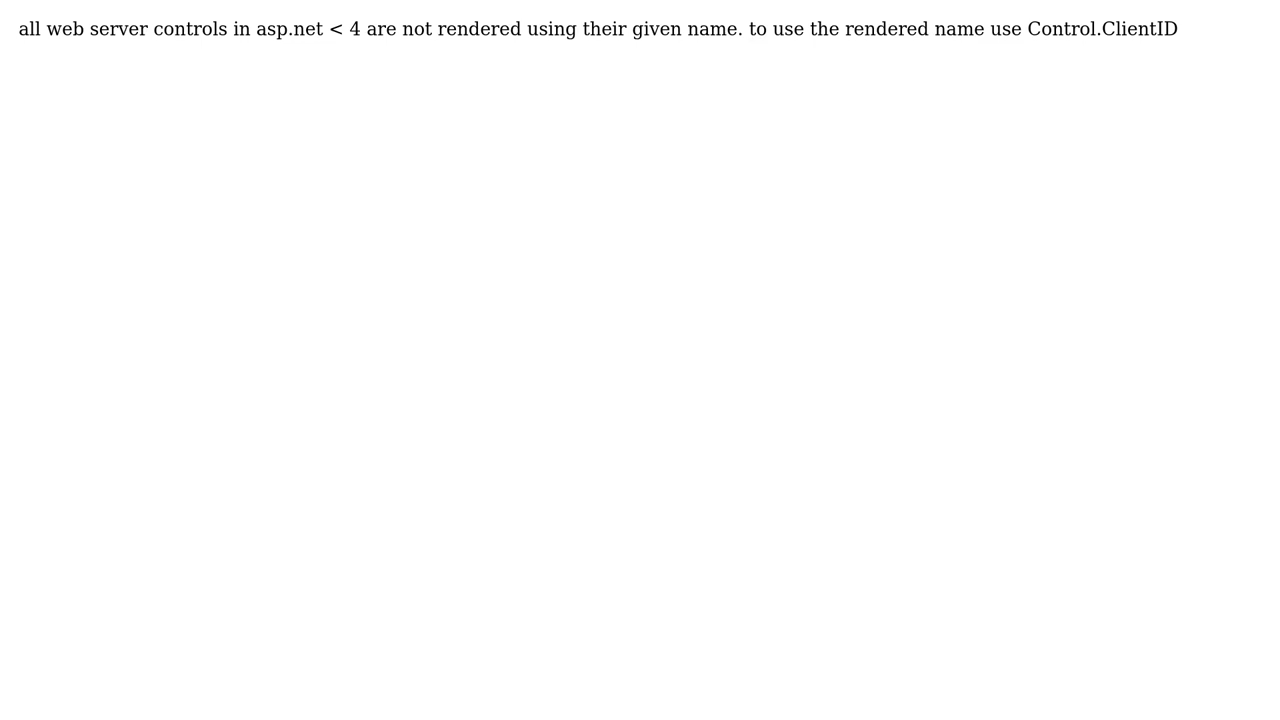 all web server controls in asp.net < 4 are not rendered using their given name. to use the rendered name use Control.ClientID